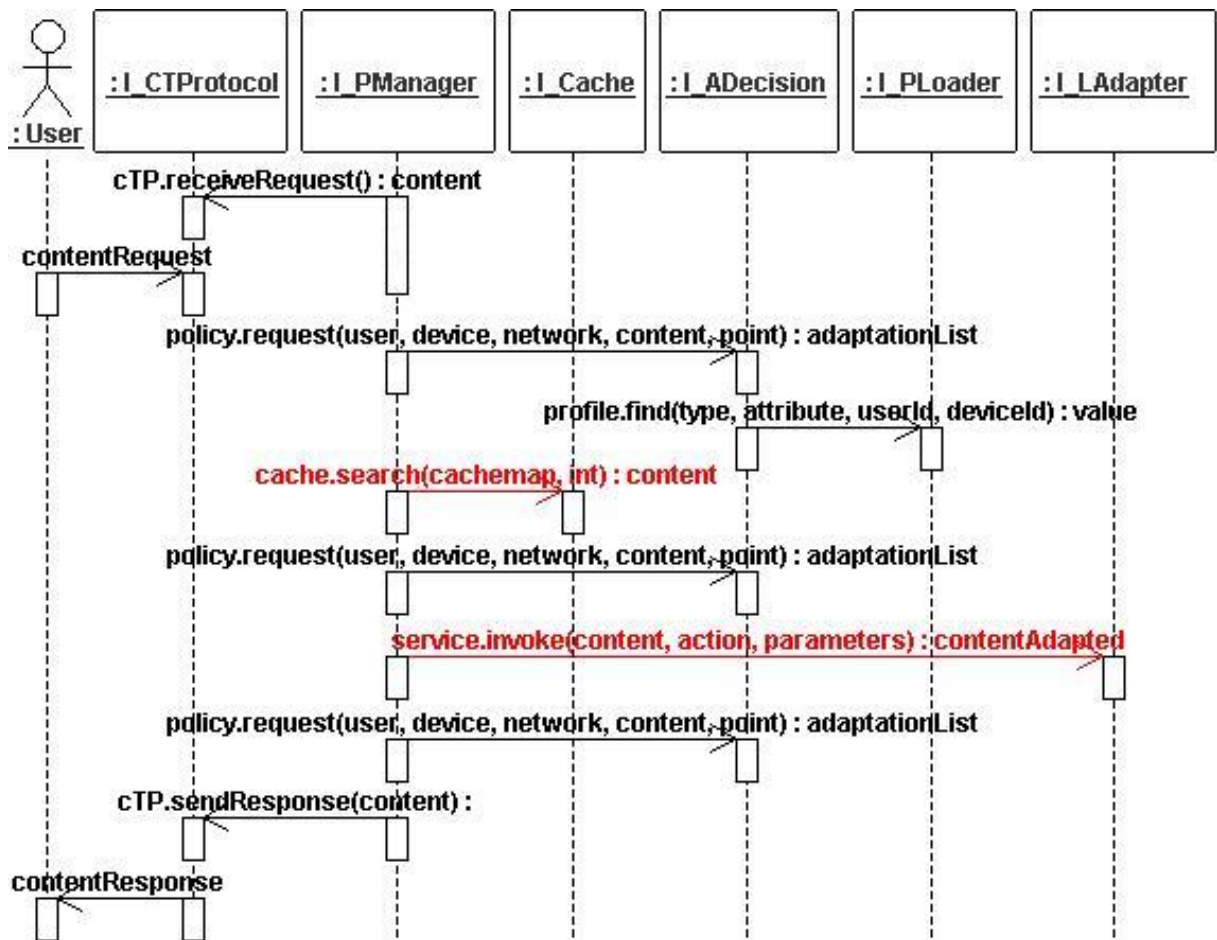 : I_CTProtocol : I_PManager : I_Cache : I_ADecision : I_PLoader : I_LAdapter
: User
cTP.receiveRequest() : content
contentRequest
policy.request(user, device, network, content, point) : adaptationList
profile.find(type, attribute, userId, deviceId) : value
cache.search(cachemap, int) : content
policy.request(user, device, network, content, point) : adaptationList
service.invoke(content, action, parameters) : contentAdapted
policy.request(user, device, network, content, point) : adaptationList
cTP.sendResponse(content) :
contentResponse